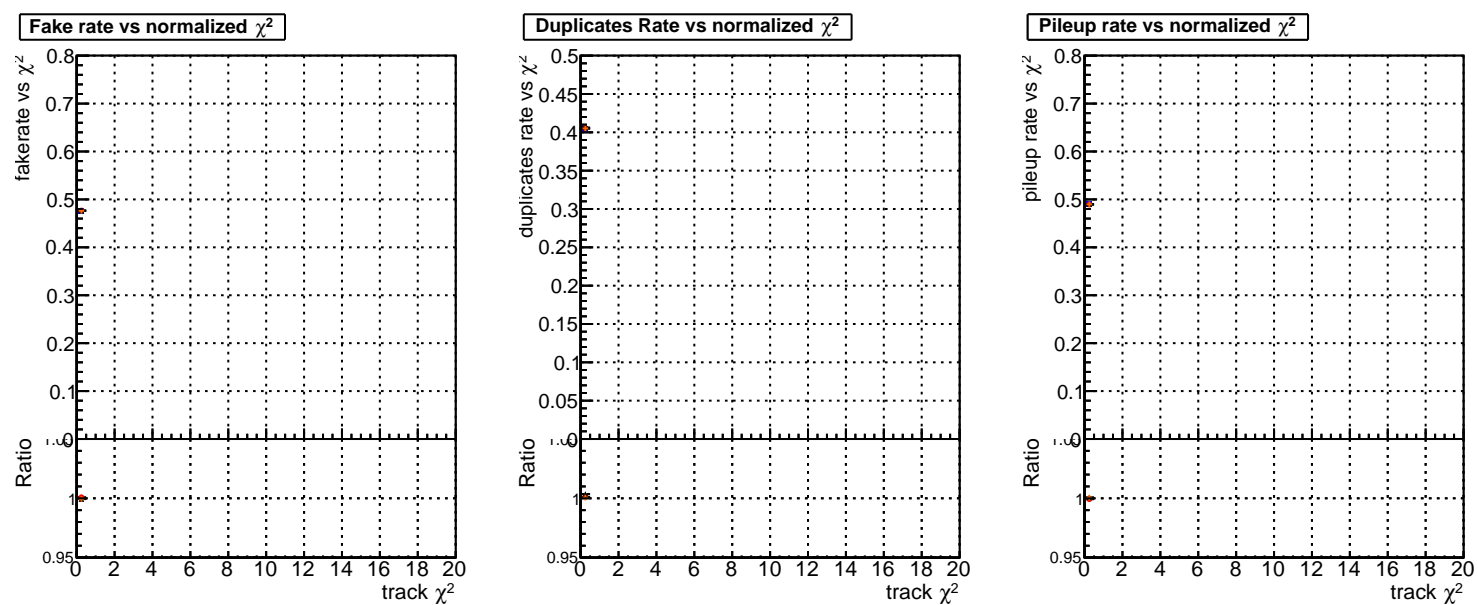 Fake rate vs normalized χ²
fakerate vs χ²
0.8
0.7
0.6
0.5
0.4
0.3
0.2
0.1
0
Ratio
1
0.95
0 2 4 6 8 10 12 14 16 18 20
track χ²
Duplicates Rate vs normalized χ²
duplicates rate vs χ²
0.5
0.45
0.4
0.35
0.3
0.25
0.2
0.15
0.1
0.05
0
Ratio
1
0.95
0 2 4 6 8 10 12 14 16 18 20
track χ²
Pileup rate vs normalized χ²
pileup rate vs χ²
0.8
0.7
0.6
0.5
0.4
0.3
0.2
0.1
0
Ratio
1
0.95
0 2 4 6 8 10 12 14 16 18 20
track χ²